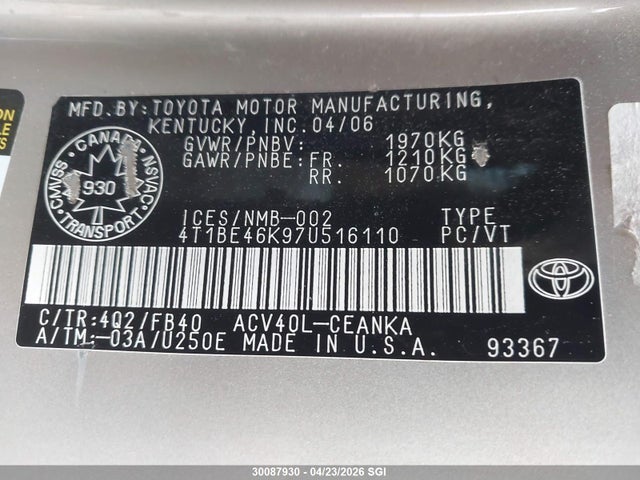 MFD. BY: TOYOTA MOTOR MANUFACTURING,
KENTUCKY, INC. 04/06
GVWR/PNBV: 1970KG
GAWR/PNBE: FR. 1210KG
RR. 1070KG
CANADA
CMVSS
930
NSVAC
TRANSPORT
ICES/NMB-002 TYPE
4T1BE46K97U516110 PC/VT
C/TR: 4Q2/FB40 ACV40L-CEANKA
A/TM: -03A/U250E MADE IN U.S.A. 93367
30087930 - 04/23/2026 SGI